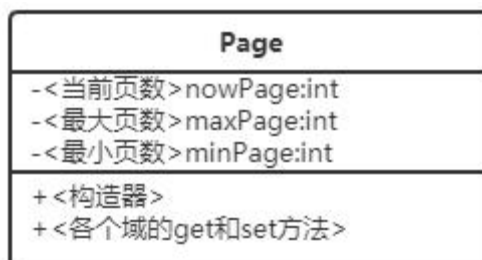 Page
-<当前页数>nowPage:int
-<最大页数>maxPage:int
-<最小页数>minPage:int
+<构造器>
+<各个域的get和set方法>